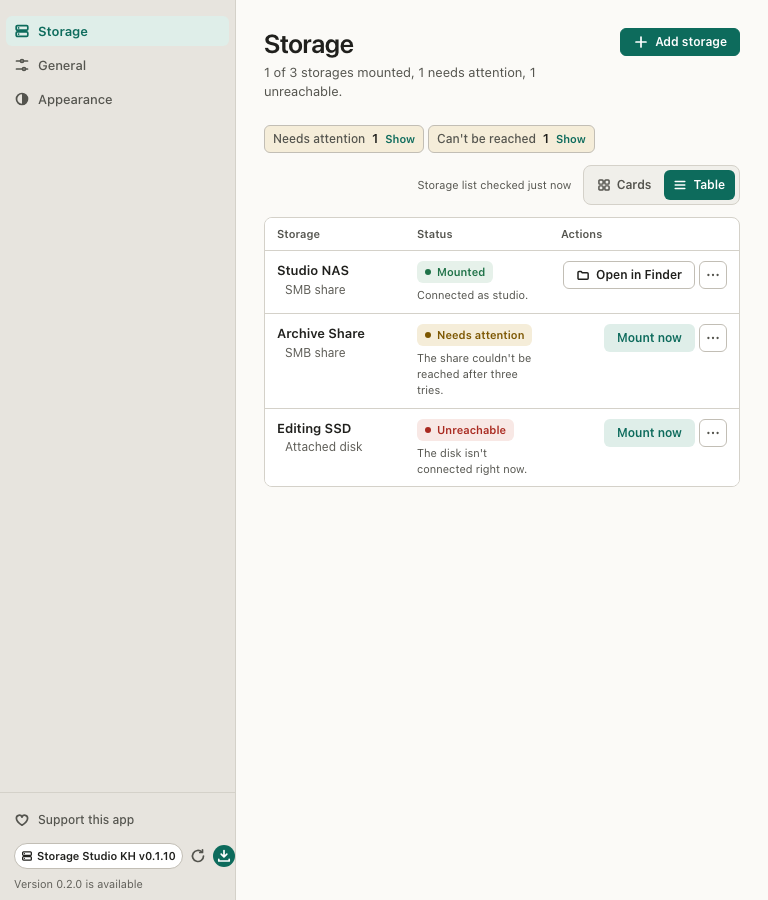 Storage
General
Appearance
Support this app
Storage Studio KH v0.1.10
Version 0.2.0 is available
Storage
Add storage
1 of 3 storages mounted, 1 needs attention, 1
unreachable.
Needs attention 1 Show
Can't be reached 1 Show
Storage list checked just now
Cards
Table
Storage Status Actions
Studio NAS
SMB share
Mounted
Connected as studio.
Open in Finder
Archive Share
SMB share
Needs attention
The share couldn't be
reached after three
tries.
Mount now
Editing SSD
Attached disk
Unreachable
The disk isn't
connected right now.
Mount now